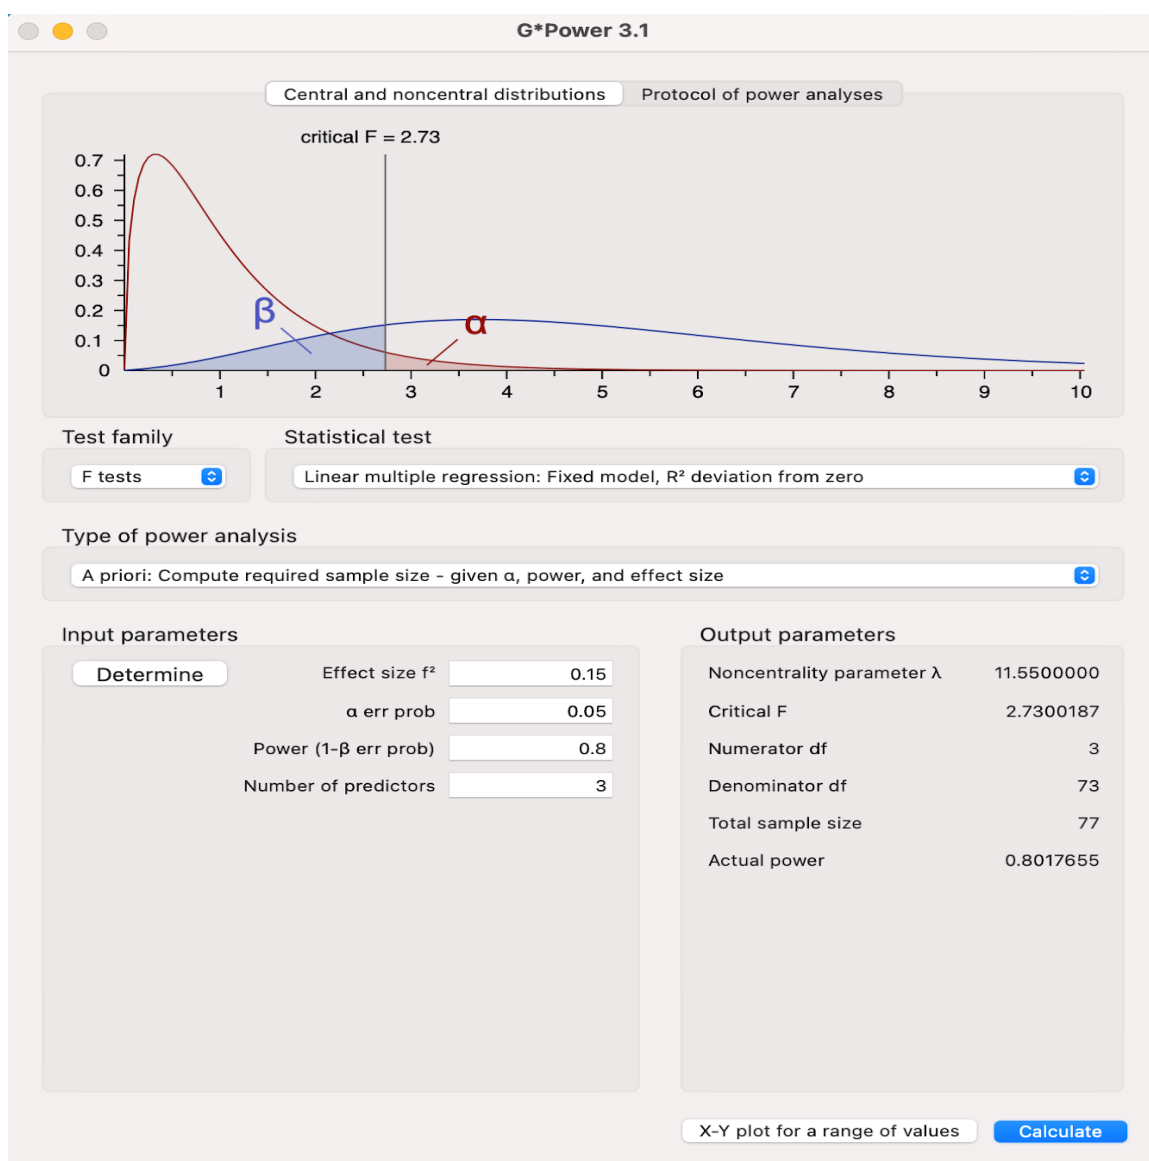 G*Power 3.1
Central and noncentral distributions Protocol of power analyses
critical F = 2.73
0.7
0.6
0.5
0.4
0.3
0.2
0.1
0
β
α
1 2 3 4 5 6 7 8 9 10
Test family Statistical test
F tests Linear multiple regression: Fixed model, R² deviation from zero
Type of power analysis
A priori: Compute required sample size – given α, power, and effect size
Input parameters Output parameters
Determine Effect size f² 0.15 Noncentrality parameter λ 11.5500000
α err prob 0.05 Critical F 2.7300187
Power (1-β err prob) 0.8 Numerator df 3
Number of predictors 3 Denominator df 73
Total sample size 77
Actual power 0.8017655
X-Y plot for a range of values Calculate